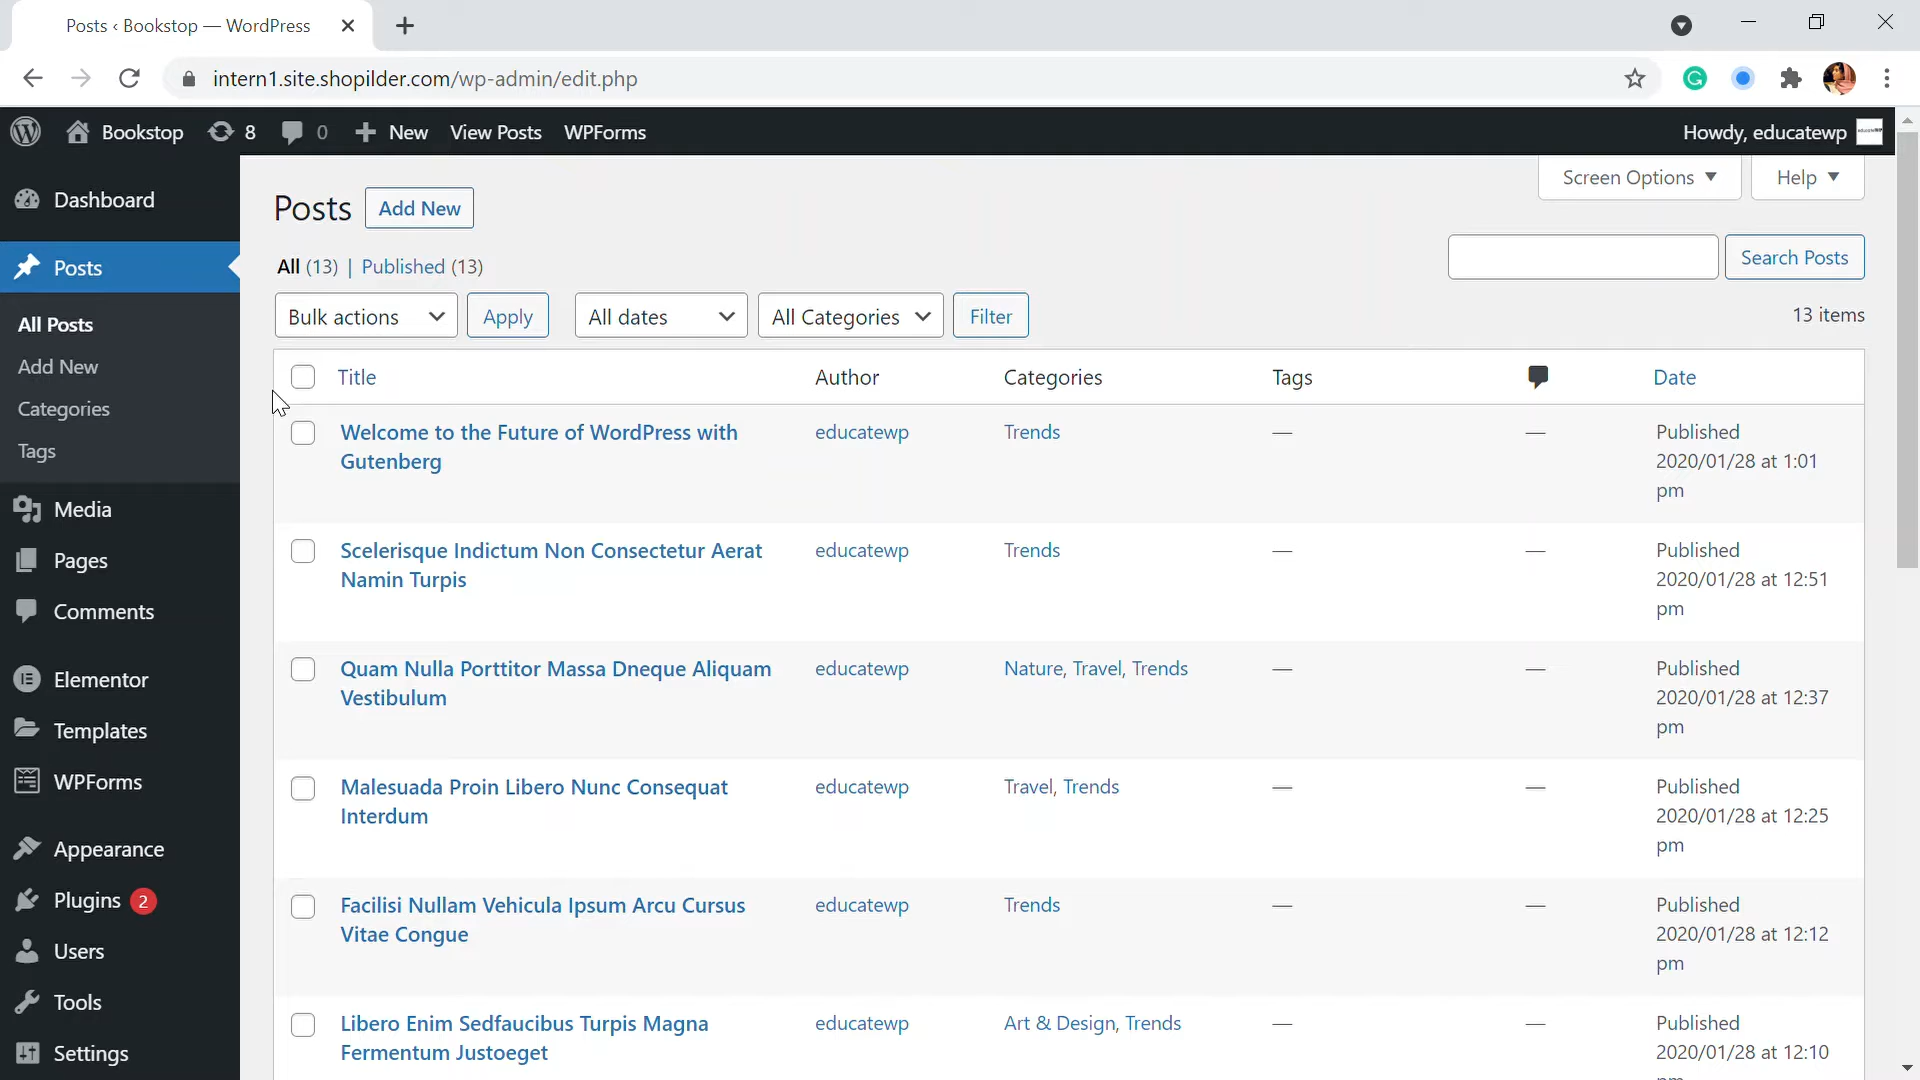 Posts ‹ Bookstop — WordPress
intern1.site.shopilder.com/wp-admin/edit.php
Bookstop 8 0 New View Posts WPForms Howdy, educatewp
Screen Options Help
Dashboard
Posts
All Posts
Add New
Categories
Tags
Media
Pages
Comments
Elementor
Templates
WPForms
Appearance
Plugins 2
Users
Tools
Settings
Posts Add New
All (13) | Published (13)
Search Posts
Bulk actions Apply All dates All Categories Filter 13 items
Title Author Categories Tags Date
Welcome to the Future of WordPress with educatewp Trends — — Published
Gutenberg 2020/01/28 at 1:01
pm
Scelerisque Indictum Non Consectetur Aerat educatewp Trends — — Published
Namin Turpis 2020/01/28 at 12:51
pm
Quam Nulla Porttitor Massa Dneque Aliquam educatewp Nature, Travel, Trends — — Published
Vestibulum 2020/01/28 at 12:37
pm
Malesuada Proin Libero Nunc Consequat educatewp Travel, Trends — — Published
Interdum 2020/01/28 at 12:25
pm
Facilisi Nullam Vehicula Ipsum Arcu Cursus educatewp Trends — — Published
Vitae Congue 2020/01/28 at 12:12
pm
Libero Enim Sedfaucibus Turpis Magna educatewp Art & Design, Trends — — Published
Fermentum Justoeget 2020/01/28 at 12:10